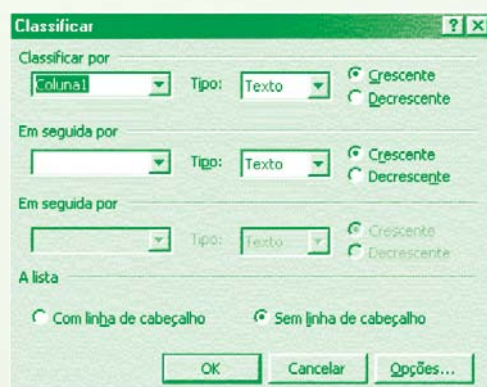 Classificar ? ×
Classificar por
Coluna1 Tipo: Texto Crescente
Decrescente
Em seguida por
Tipo: Texto Crescente
Decrescente
Em seguida por
Tipo: Texto Crescente
Decrescente
A lista
Com linha de cabeçalho Sem linha de cabeçalho
OK Cancelar Opções...